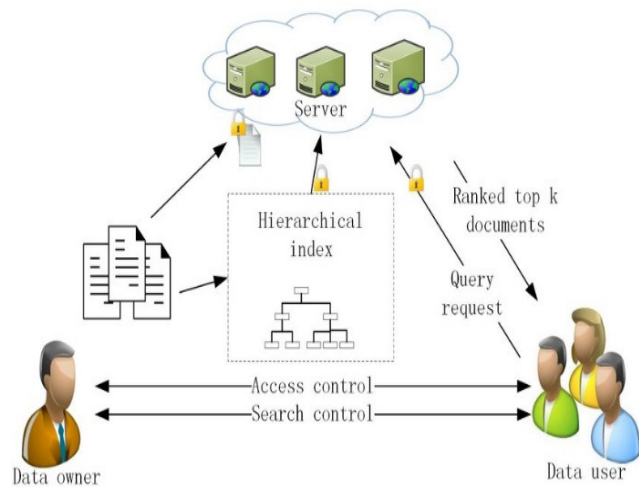 Server
Ranked top k
documents
Hierarchical
index
Query
request
Access control
Search control
Data owner
Data user